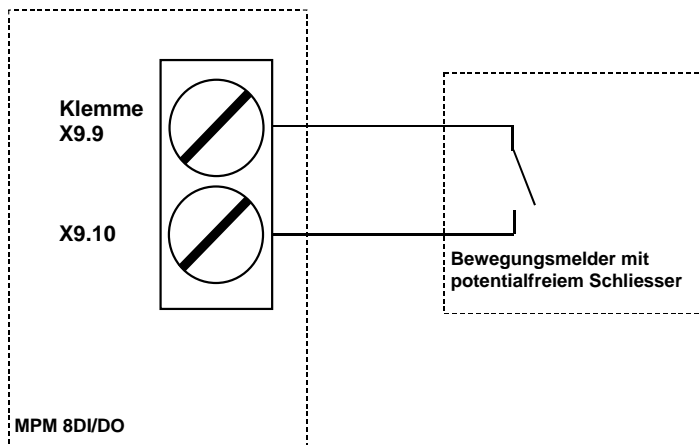 Klemme
X9.9
X9.10
Bewegungsmelder mit
potentialfreiem Schliesser
MPM 8DI/DO